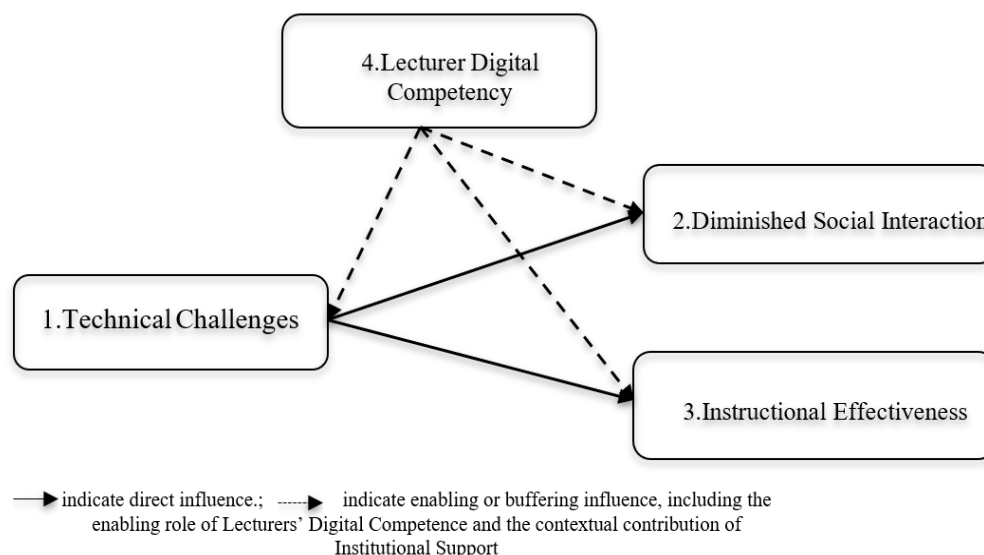 4.Lecturer Digital
Competency
2.Diminished Social Interaction
1.Technical Challenges
3.Instructional Effectiveness
indicate direct influence.; indicate enabling or buffering influence, including the
enabling role of Lecturers’ Digital Competence and the contextual contribution of
Institutional Support